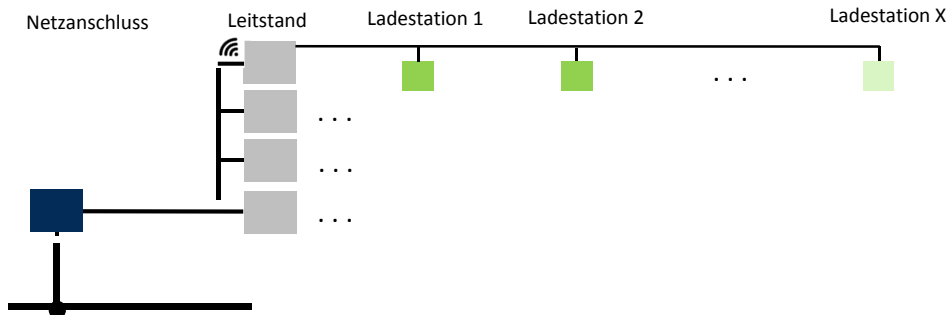 Netzanschluss
Leitstand
Ladestation 1
Ladestation 2
Ladestation X
. . .
. . .
. . .
. . .